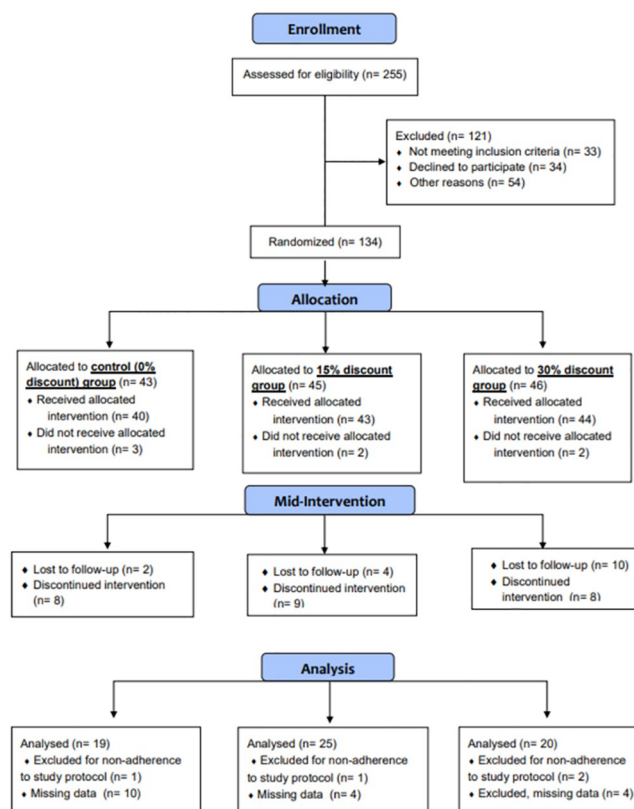 Enrollment
Assessed for eligibility (n= 255)
Excluded (n= 121)
♦ Not meeting inclusion criteria (n= 33)
♦ Declined to participate (n= 34)
♦ Other reasons (n= 54)
Randomized (n= 134)
Allocation
Allocated to control (0%
discount) group (n= 43)
♦ Received allocated
intervention (n= 40)
♦ Did not receive allocated
intervention (n= 3)
Allocated to 15% discount
group (n= 45)
♦ Received allocated
intervention (n= 43)
♦ Did not receive allocated
intervention (n= 2)
Allocated to 30% discount
group (n= 46)
♦ Received allocated
intervention (n= 44)
♦ Did not receive allocated
intervention (n= 2)
Mid-Intervention
♦ Lost to follow-up (n= 2)
♦ Discontinued intervention
(n= 8)
♦ Lost to follow-up (n= 4)
♦ Discontinued intervention
(n= 9)
♦ Lost to follow-up (n= 10)
♦ Discontinued
intervention (n= 8)
Analysis
Analysed (n= 19)
♦ Excluded for non-adherence
to study protocol (n= 1)
♦ Missing data (n= 10)
Analysed (n= 25)
♦ Excluded for non-adherence
to study protocol (n= 1)
♦ Missing data (n= 4)
Analysed (n= 20)
♦ Excluded for non-adherence
to study protocol (n= 2)
♦ Excluded, missing data (n= 4)